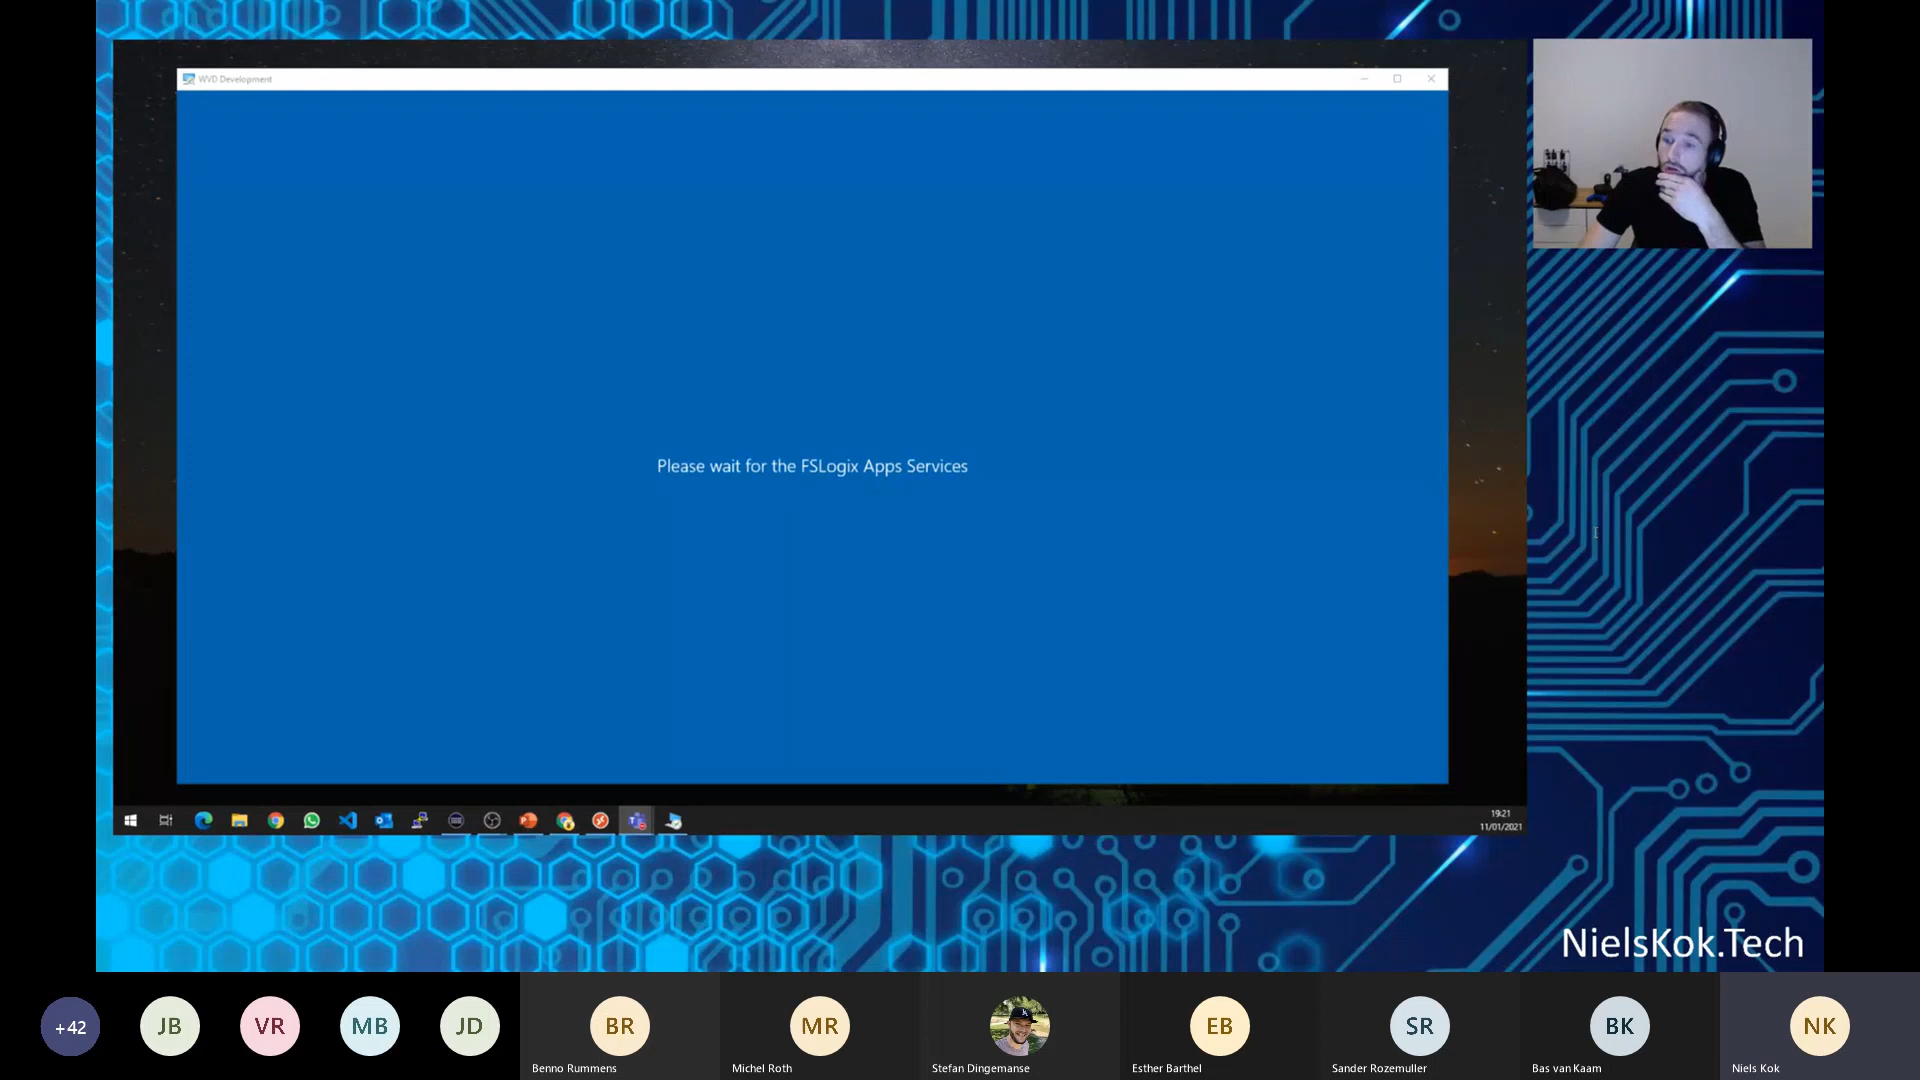 WVD Development
Please wait for the FSLogix Apps Services
19:21
11/01/2021
NielsKok.Tech
+42
JB
VR
MB
JD
BR
MR
EB
SR
BK
NK
Benno Rummens
Michel Roth
Stefan Dingemanse
Esther Barthel
Sander Rozemuller
Bas van Kaam
Niels Kok